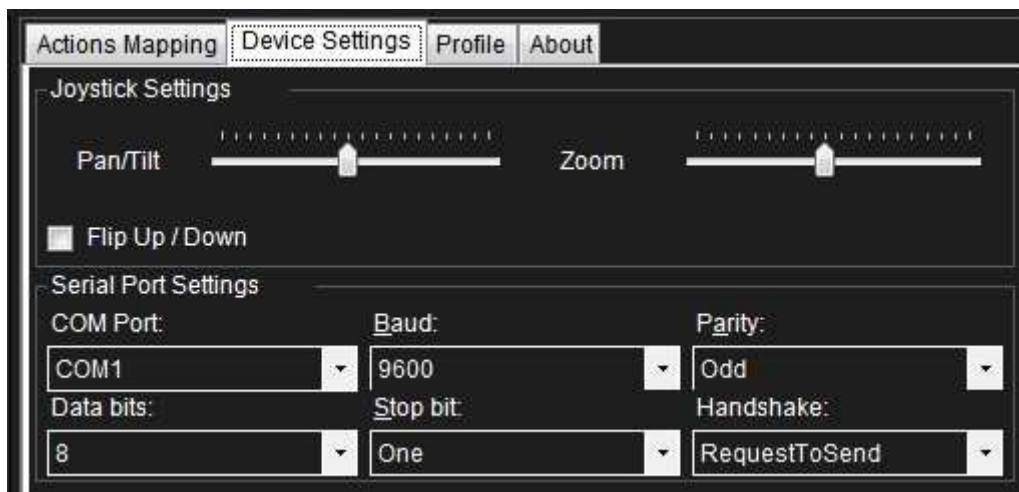 Actions Mapping Device Settings Profile About
Joystick Settings
Pan/Tilt Zoom
Flip Up / Down
Serial Port Settings
COM Port: Baud: Parity:
COM1 9600 Odd
Data bits: Stop bit: Handshake:
8 One RequestToSend